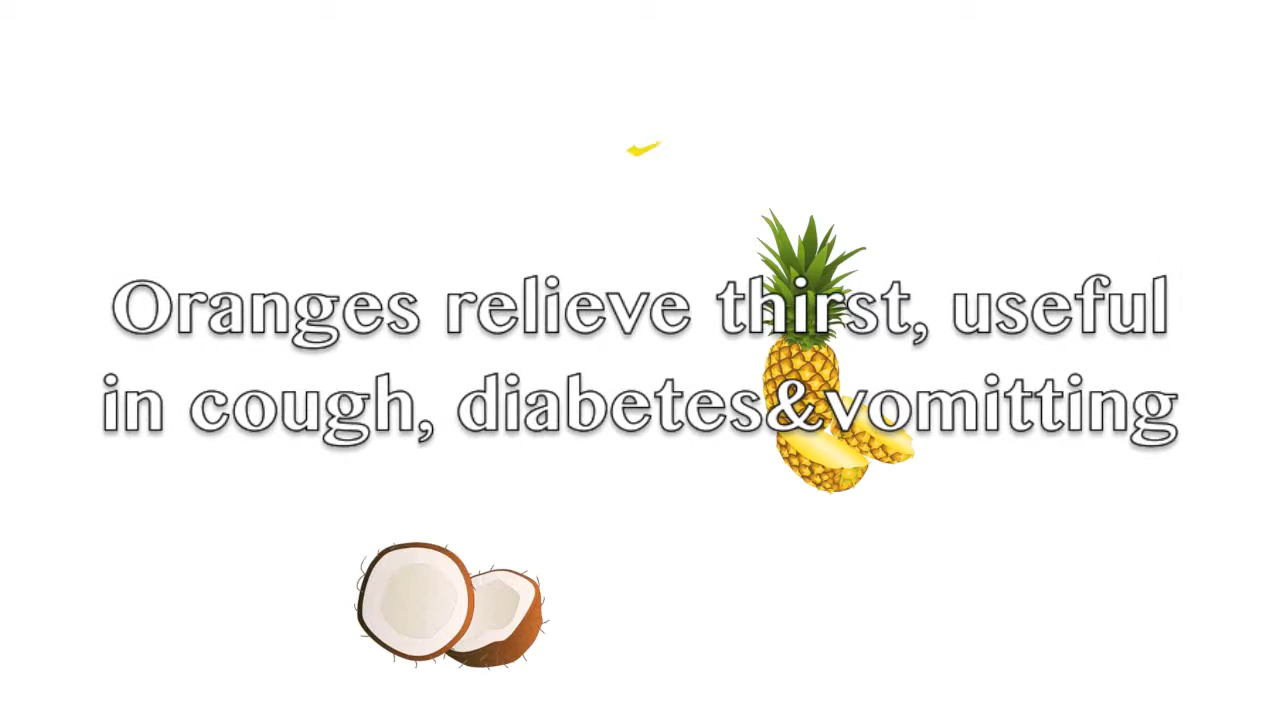 Oranges relieve thirst, useful
in cough, diabetes&vomitting